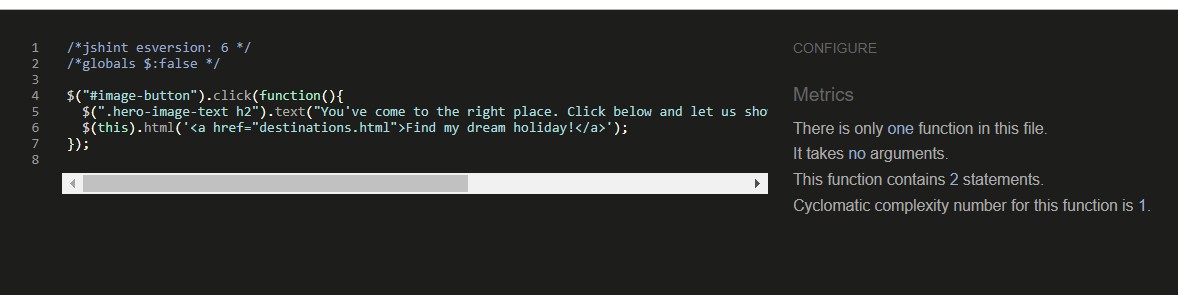 1 /*jshint esversion: 6 */
2 /*globals $:false */
3
4 $("#image-button").click(function(){
5 $(".hero-image-text h2").text("You've come to the right place. Click below and let us sho
6 $(this).html('<a href="destinations.html">Find my dream holiday!</a>');
7 });
8
CONFIGURE
Metrics
There is only one function in this file.
It takes no arguments.
This function contains 2 statements.
Cyclomatic complexity number for this function is 1.